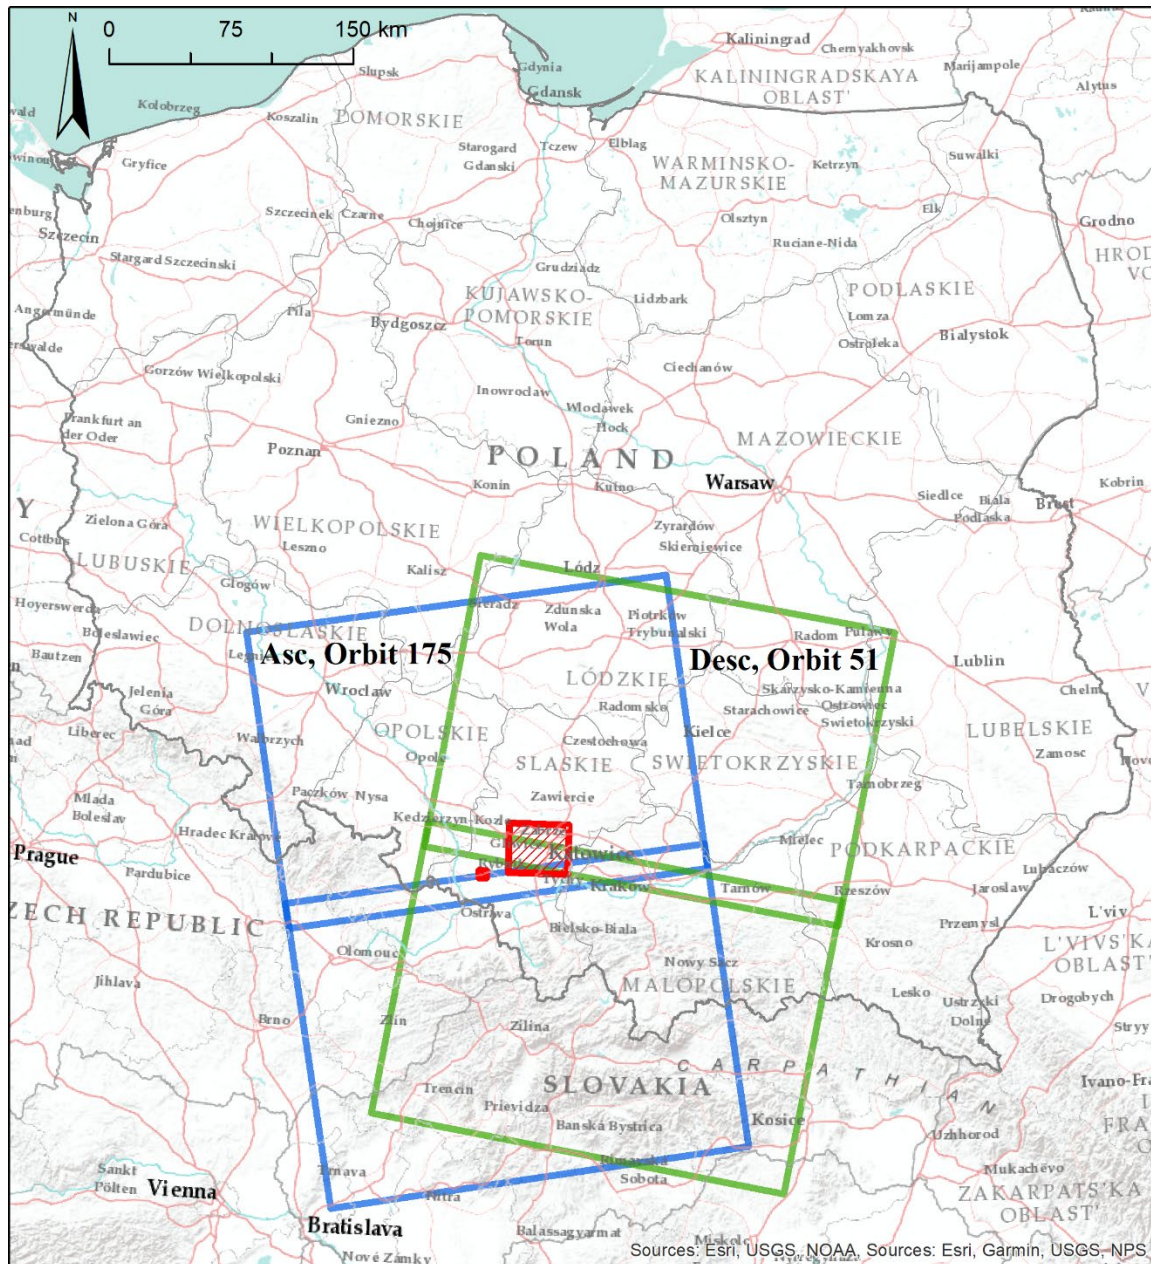 N
0 75 150 km
Kaliningrad
Chernyakhovsk
Marijampole
KALININGRADSKAYA
OBLAST'
Alytus
Slupsk
Gdynia
Gdansk
Kolobrzeg
Koszalin
POMORSKIE
Starogard
Gdanski
Tczew
Elblag
WARMINSKO-
MAZURSKIE
Ketrzyn
Suwalki
Gryfice
Szczecinek
Czarne
Chojnice
Olsztyn
Elk
Grodno
Ruciane-Nida
Szczecin
Stargard Szczecinski
Grudziadz
KUJAWSKO-
POMORSKIE
Lidzbark
PODLASKIE
Lomza
Angermünde
Pila
Bydgoszcz
Torun
Ostroleka
Bialystok
Gorzów Wielkopolski
Ciechanów
Inowroclaw
Wloclawek
Plock
Frankfurt an
der Oder
Gniezno
Poznan
MAZOWIECKIE
POLAND
Konin
Kutno
Warsaw
Siedlce
Biala
Podlaska
Kobrin
Brest
Zielona Góra
Cottbus
WIELKOPOLSKIE
Leszno
Zyrardów
Skierniewice
LUBUSKIE
Glogów
Kalisz
Lódz
Hoyerswerda
Boleslawiec
Bautzen
DOLNOSLASKIE
Sieradz
Zdunska
Wola
Piotrków
Trybunalski
Radom
Pulawy
Asc, Orbit 175
Desc, Orbit 51
Lublin
Chelm
Jelenia
Góra
Wroclaw
LÓDZKIE
Radomsko
Skarzysko-Kamienna
Starachowice
Ostrowiec
Swietokrzyski
Liberec
Walbrzych
OPOLSKIE
Opole
Czestochowa
Kielce
LUBELSKIE
Zamosc
SLASKIE
SWIETOKRZYSKIE
Tarnobrzeg
Mlada
Boleslav
Paczków
Nysa
Zawiercie
Hradec Kralove
Kedzierzyn-Kozle
Zabrze
Katowice
Mielec
PODKARPACKIE
Prague
Pardubice
Tychy
Kraków
Tarnów
Rzeszów
Lubaczów
Jaroslaw
CZECH REPUBLIC
Ostrava
Bielsko-Biala
Przemysl
L'viv
Olomouc
Krosno
L'VIVS'KA
OBLAST'
Jihlava
Nowy Sacz
MALOPOLSKIE
Lesko
Ustrzyki
Dolne
Drogobych
Stryy
Brno
Zlín
Zilina
CARPATHIAN
Trencin
SLOVAKIA
Prievidza
Banská Bystrica
Kosice
Uzhhorod
Mukachevo
Sankt
Pölten
Vienna
Trnava
Rimavska
Sobota
Nitra
ZAKARPATS'KA
OBLAST'
Bratislava
Balassagyarmat
Miskolc
Nové Zámky
Sources: Esri, USGS, NOAA, Sources: Esri, Garmin, USGS, NPS